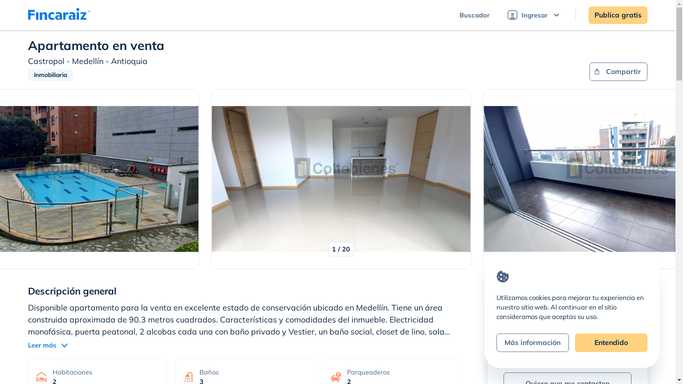 Fincaraiz
Buscador
Ingresar
Publica gratis
Apartamento en venta
Castropol - Medellín - Antioquia
Inmobiliaria
Compartir
Coltebienes
Coltebienes
Coltebienes
1 / 20
Descripción general
Disponible apartamento para la venta en excelente estado de conservación ubicado en Medellín. Tiene un área
construida aproximada de 90.3 metros cuadrados. Características y comodidades del inmueble. Electricidad
monofásica, puerta peatonal, 2 alcobas cada una con baño privado y Vestier, un baño social, closet de lino, sala...
Leer más
Habitaciones
2
Baños
3
Parqueaderos
2
Utilizamos cookies para mejorar tu experiencia en
nuestro sitio web. Al continuar en el sitio
consideramos que aceptas su uso.
Más información
Entendido
Quiero que me contacten